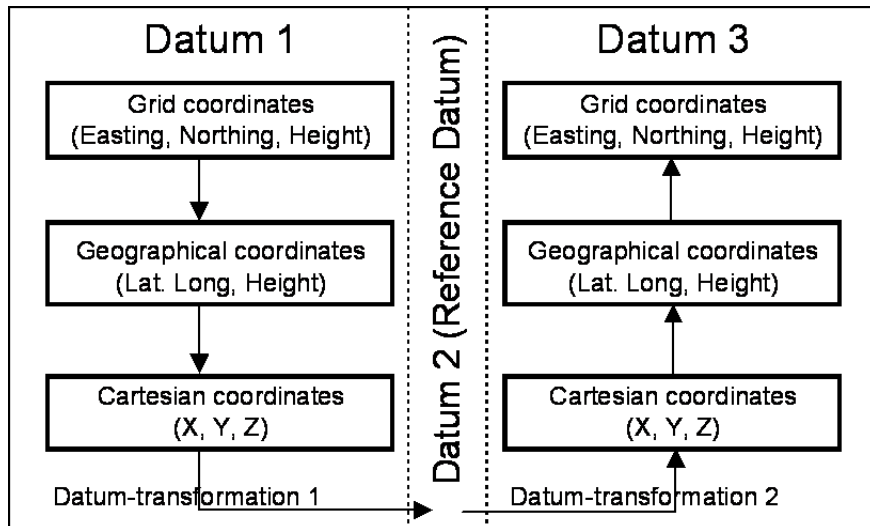 Datum 1
Grid coordinates
(Easting, Northing, Height)
Geographical coordinates
(Lat. Long, Height)
Cartesian coordinates
(X, Y, Z)
Datum-transformation 1
Datum 2 (Reference Datum)
Datum 3
Grid coordinates
(Easting, Northing, Height)
Geographical coordinates
(Lat. Long, Height)
Cartesian coordinates
(X, Y, Z)
Datum-transformation 2